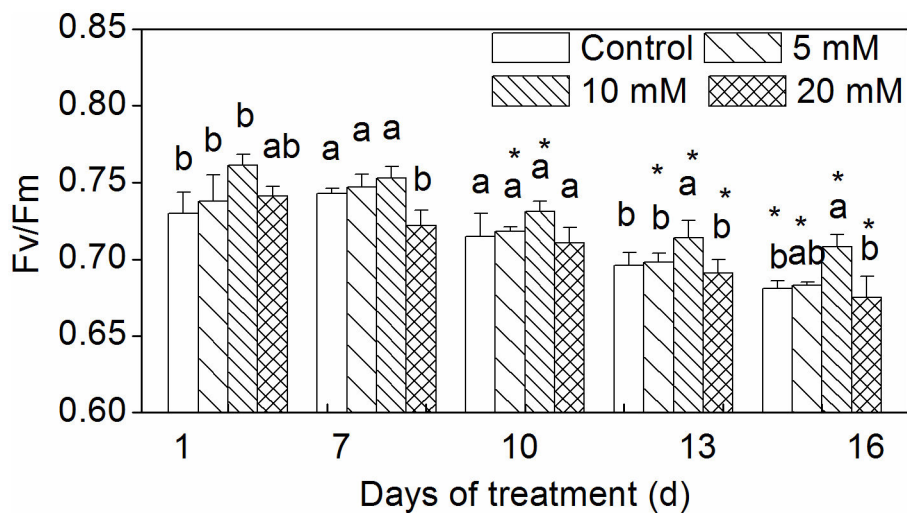 0.85
Control 5 mM
10 mM 20 mM
0.80
b b b ab a a a b a * a * a a b * b * a * b * b * ab * a * b
0.75
Fv/Fm
0.70
0.65
0.60
1 7 10 13 16
Days of treatment (d)